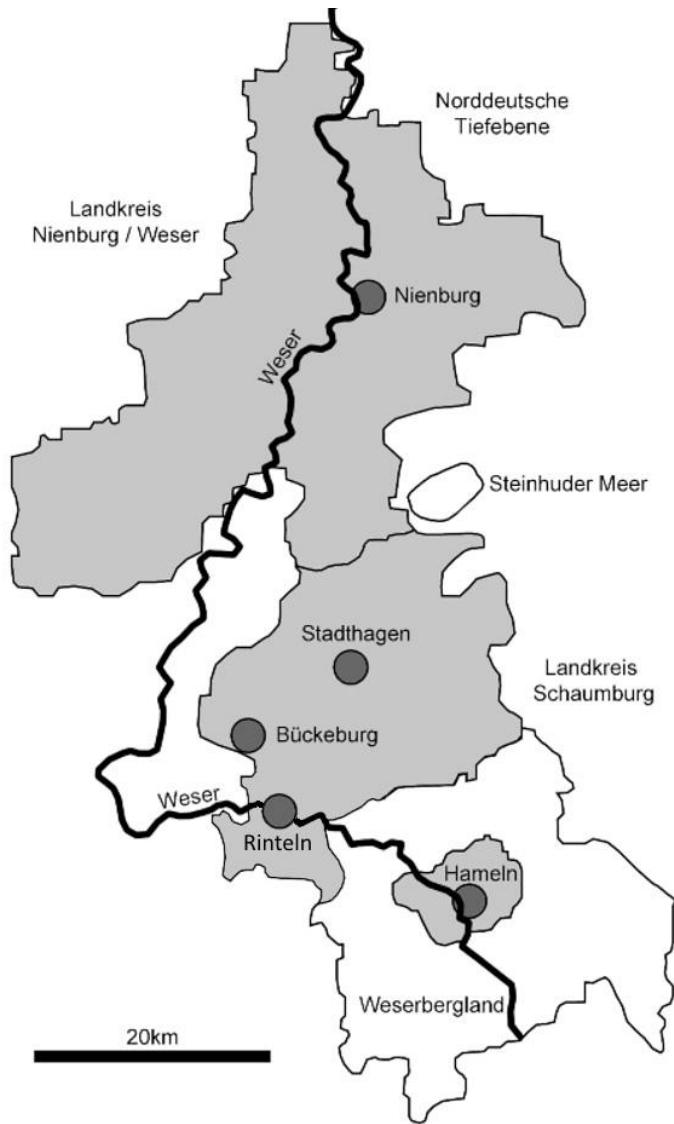 Norddeutsche
Tiefebene
Landkreis
Nienburg / Weser
Nienburg
Weser
Steinhuder Meer
Stadthagen
Landkreis
Schaumburg
Bückeburg
Weser
Rinteln
Hameln
Weserbergland
20km